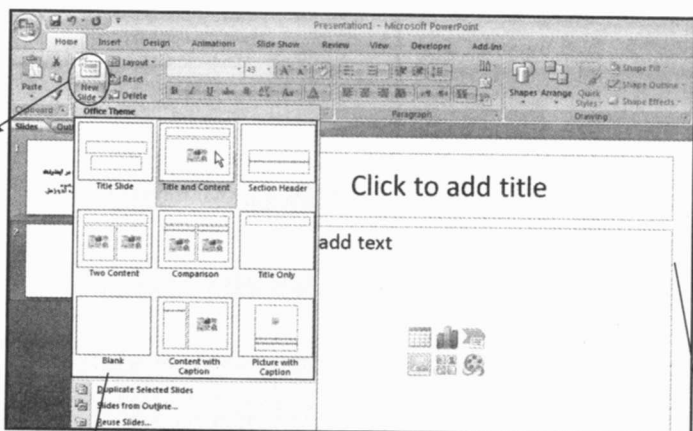 Presentation1 - Microsoft PowerPoint
Home Insert Design Animations Slide Show Review View Developer Add-Ins
Paste
New Slide
Layout
Reset
Delete
43
Shapes Arrange Quick Styles
Shape Fill
Shape Outline
Shape Effects
Clipboard
Paragraph
Drawing
Slides
Office Theme
Title Slide Title and Content Section Header
Two Content Comparison Title Only
Blank Content with Caption Picture with Caption
Duplicate Selected Slides
Slides from Outline...
Reuse Slides...
1
2
Click to add title
add text